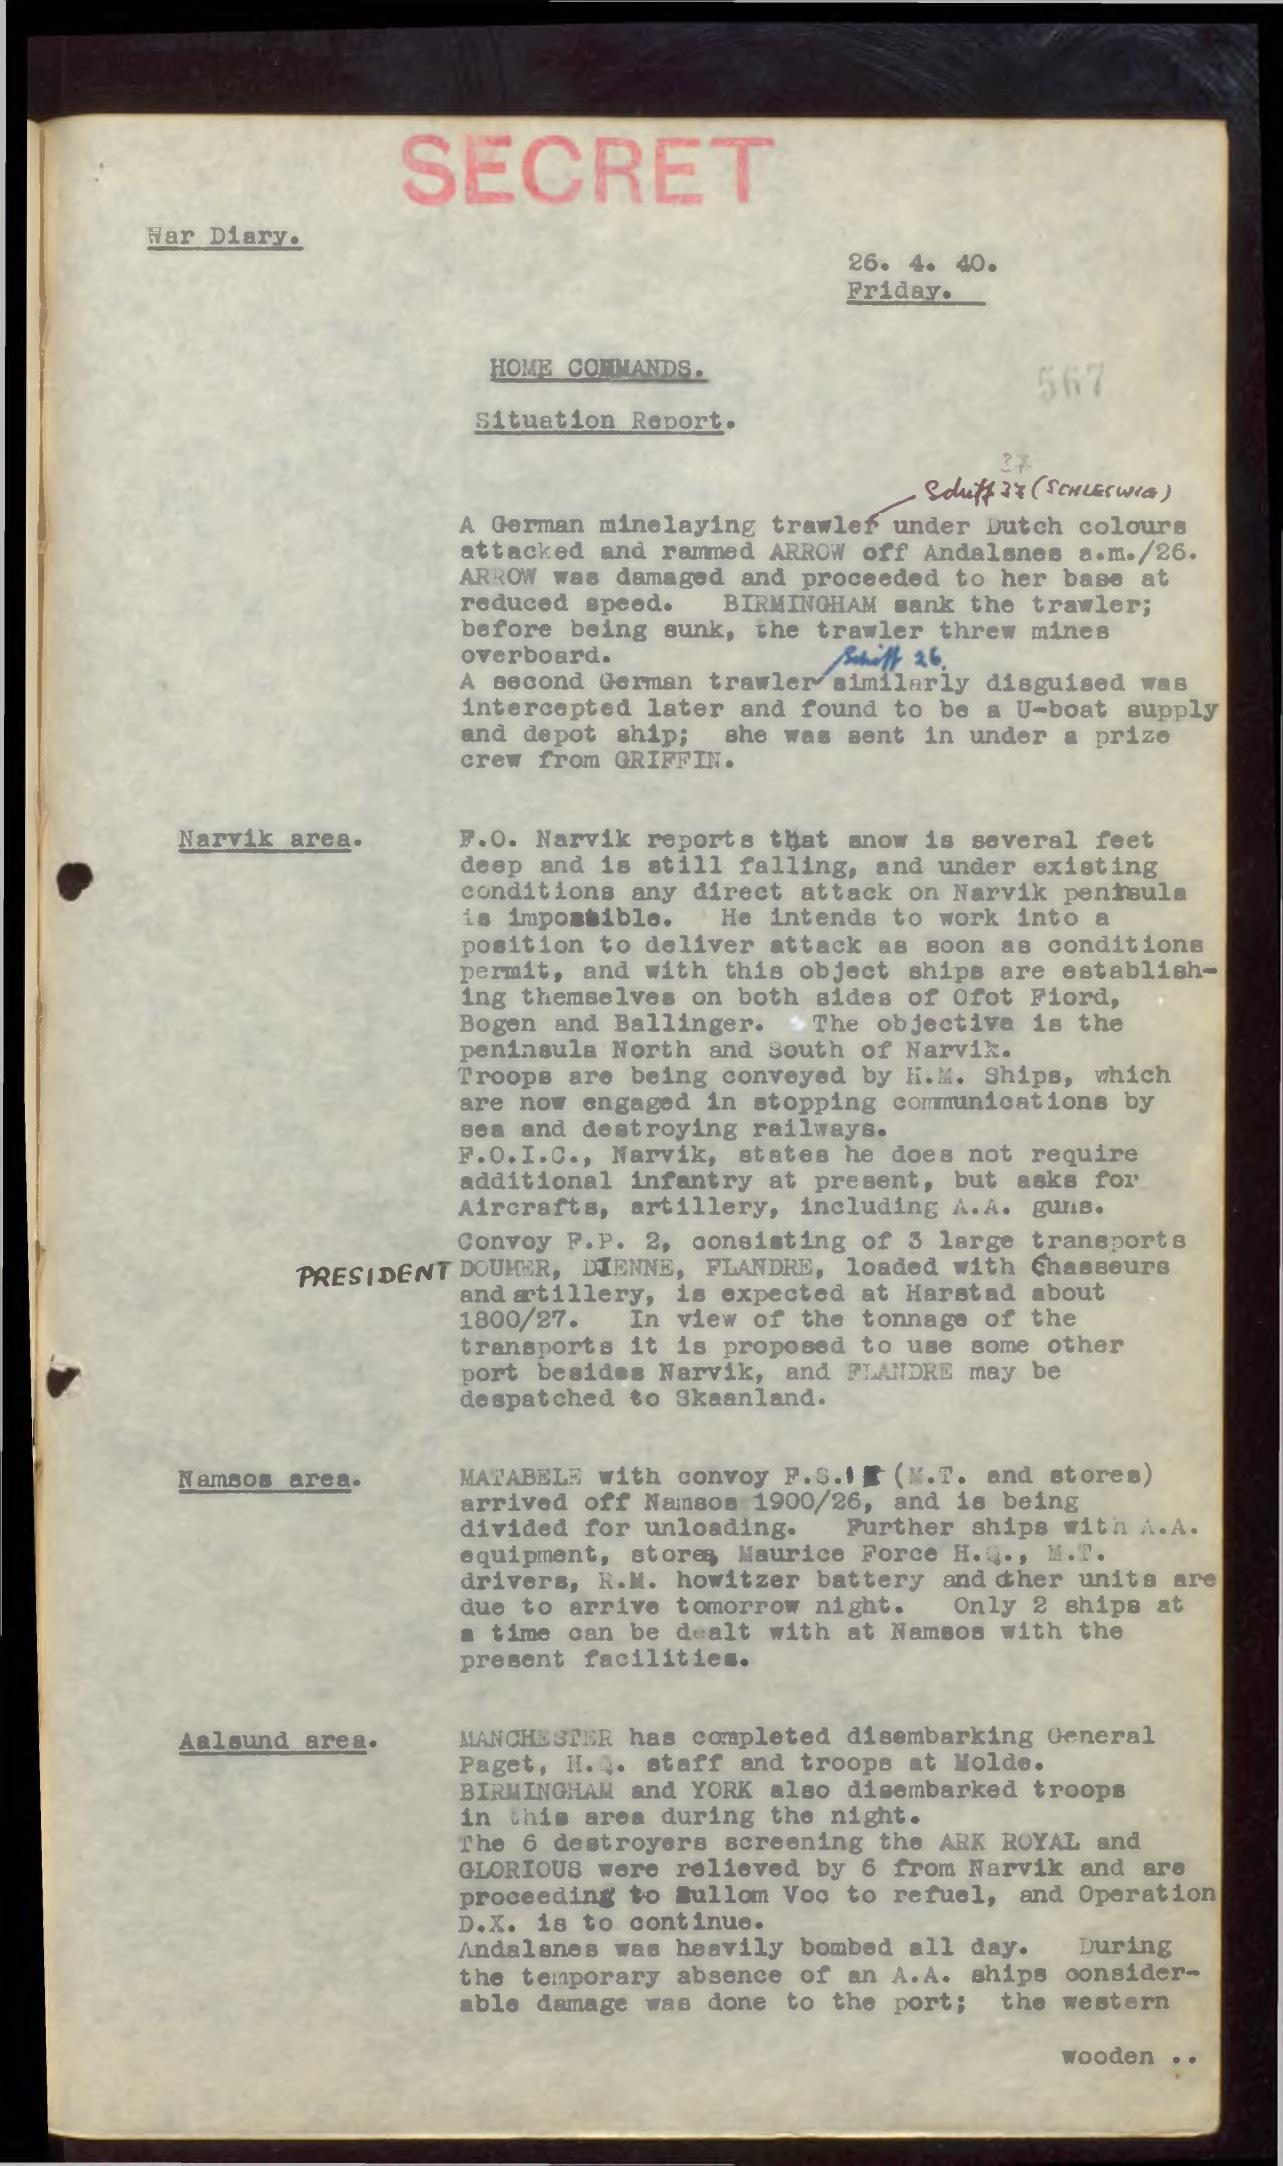 SECRET
War Diary.
26. 4. 40.
Friday.
HOME COMMANDS.
567
Situation Report.
37
Schiff 37 (SCHLESWIG)
A German minelaying trawler under Dutch colours
attacked and rammed ARROW off Andalsnes a.m./26.
ARROW was damaged and proceeded to her base at
reduced speed. BIRMINGHAM sank the trawler;
before being sunk, the trawler threw mines
overboard.
Schiff 26.
A second German trawler similarly disguised was
intercepted later and found to be a U-boat supply
and depot ship; she was sent in under a prize
crew from GRIFFIN.
Narvik area.
F.O. Narvik reports that snow is several feet
deep and is still falling, and under existing
conditions any direct attack on Narvik peninsula
is impossible. He intends to work into a
position to deliver attack as soon as conditions
permit, and with this object ships are establish-
ing themselves on both sides of Ofot Fiord,
Bogen and Ballinger. The objective is the
peninsula North and South of Narvik.
Troops are being conveyed by H.M. Ships, which
are now engaged in stopping communications by
sea and destroying railways.
F.O.I.C., Narvik, states he does not require
additional infantry at present, but asks for
Aircrafts, artillery, including A.A. guns.
Convoy F.P. 2, consisting of 3 large transports
PRESIDENT DOUMER, DJENNE, FLANDRE, loaded with Chasseurs
and artillery, is expected at Harstad about
1800/27. In view of the tonnage of the
transports it is proposed to use some other
port besides Narvik, and FLANDRE may be
despatched to Skaanland.
Namsos area.
MATABELE with convoy F.S.1 (M.T. and stores)
arrived off Namsos 1900/26, and is being
divided for unloading. Further ships with A.A.
equipment, stores, Maurice Force H.Q., M.T.
drivers, R.M. howitzer battery and other units are
due to arrive tomorrow night. Only 2 ships at
a time can be dealt with at Namsos with the
present facilities.
Aalsund area.
MANCHESTER has completed disembarking General
Paget, H.Q. staff and troops at Molde.
BIRMINGHAM and YORK also disembarked troops
in this area during the night.
The 6 destroyers screening the ARK ROYAL and
GLORIOUS were relieved by 6 from Narvik and are
proceeding to Sullom Voo to refuel, and Operation
D.X. is to continue.
Andalsnes was heavily bombed all day. During
the temporary absence of an A.A. ships consider-
able damage was done to the port; the western
wooden ..